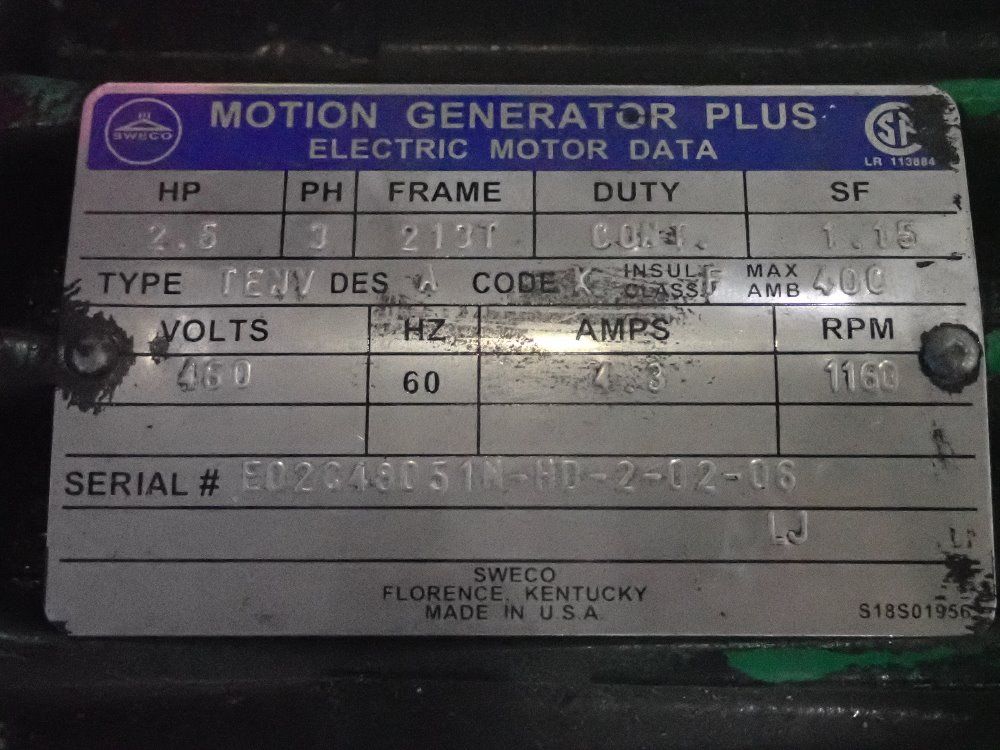 SWECO
MOTION GENERATOR PLUS
ELECTRIC MOTOR DATA
LR 113884
HP PH FRAME DUTY SF
2.5 3 213T CONT. 1.15
TYPE TENV DES A CODE K INSUL CLASS F MAX AMB 40C
VOLTS HZ AMPS RPM
460 60 4.3 1160
SERIAL #
LJ
SWECO
FLORENCE, KENTUCKY
MADE IN U.S.A.
S18S01956